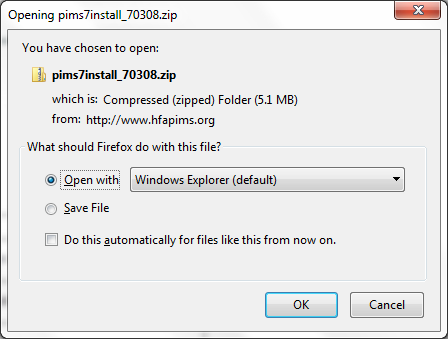 Opening pims7install_70308.zip
You have chosen to open:
pims7install_70308.zip
which is: Compressed (zipped) Folder (5.1 MB)
from: http://www.hfapims.org
What should Firefox do with this file?
Open with Windows Explorer (default)
Save File
Do this automatically for files like this from now on.
OK Cancel